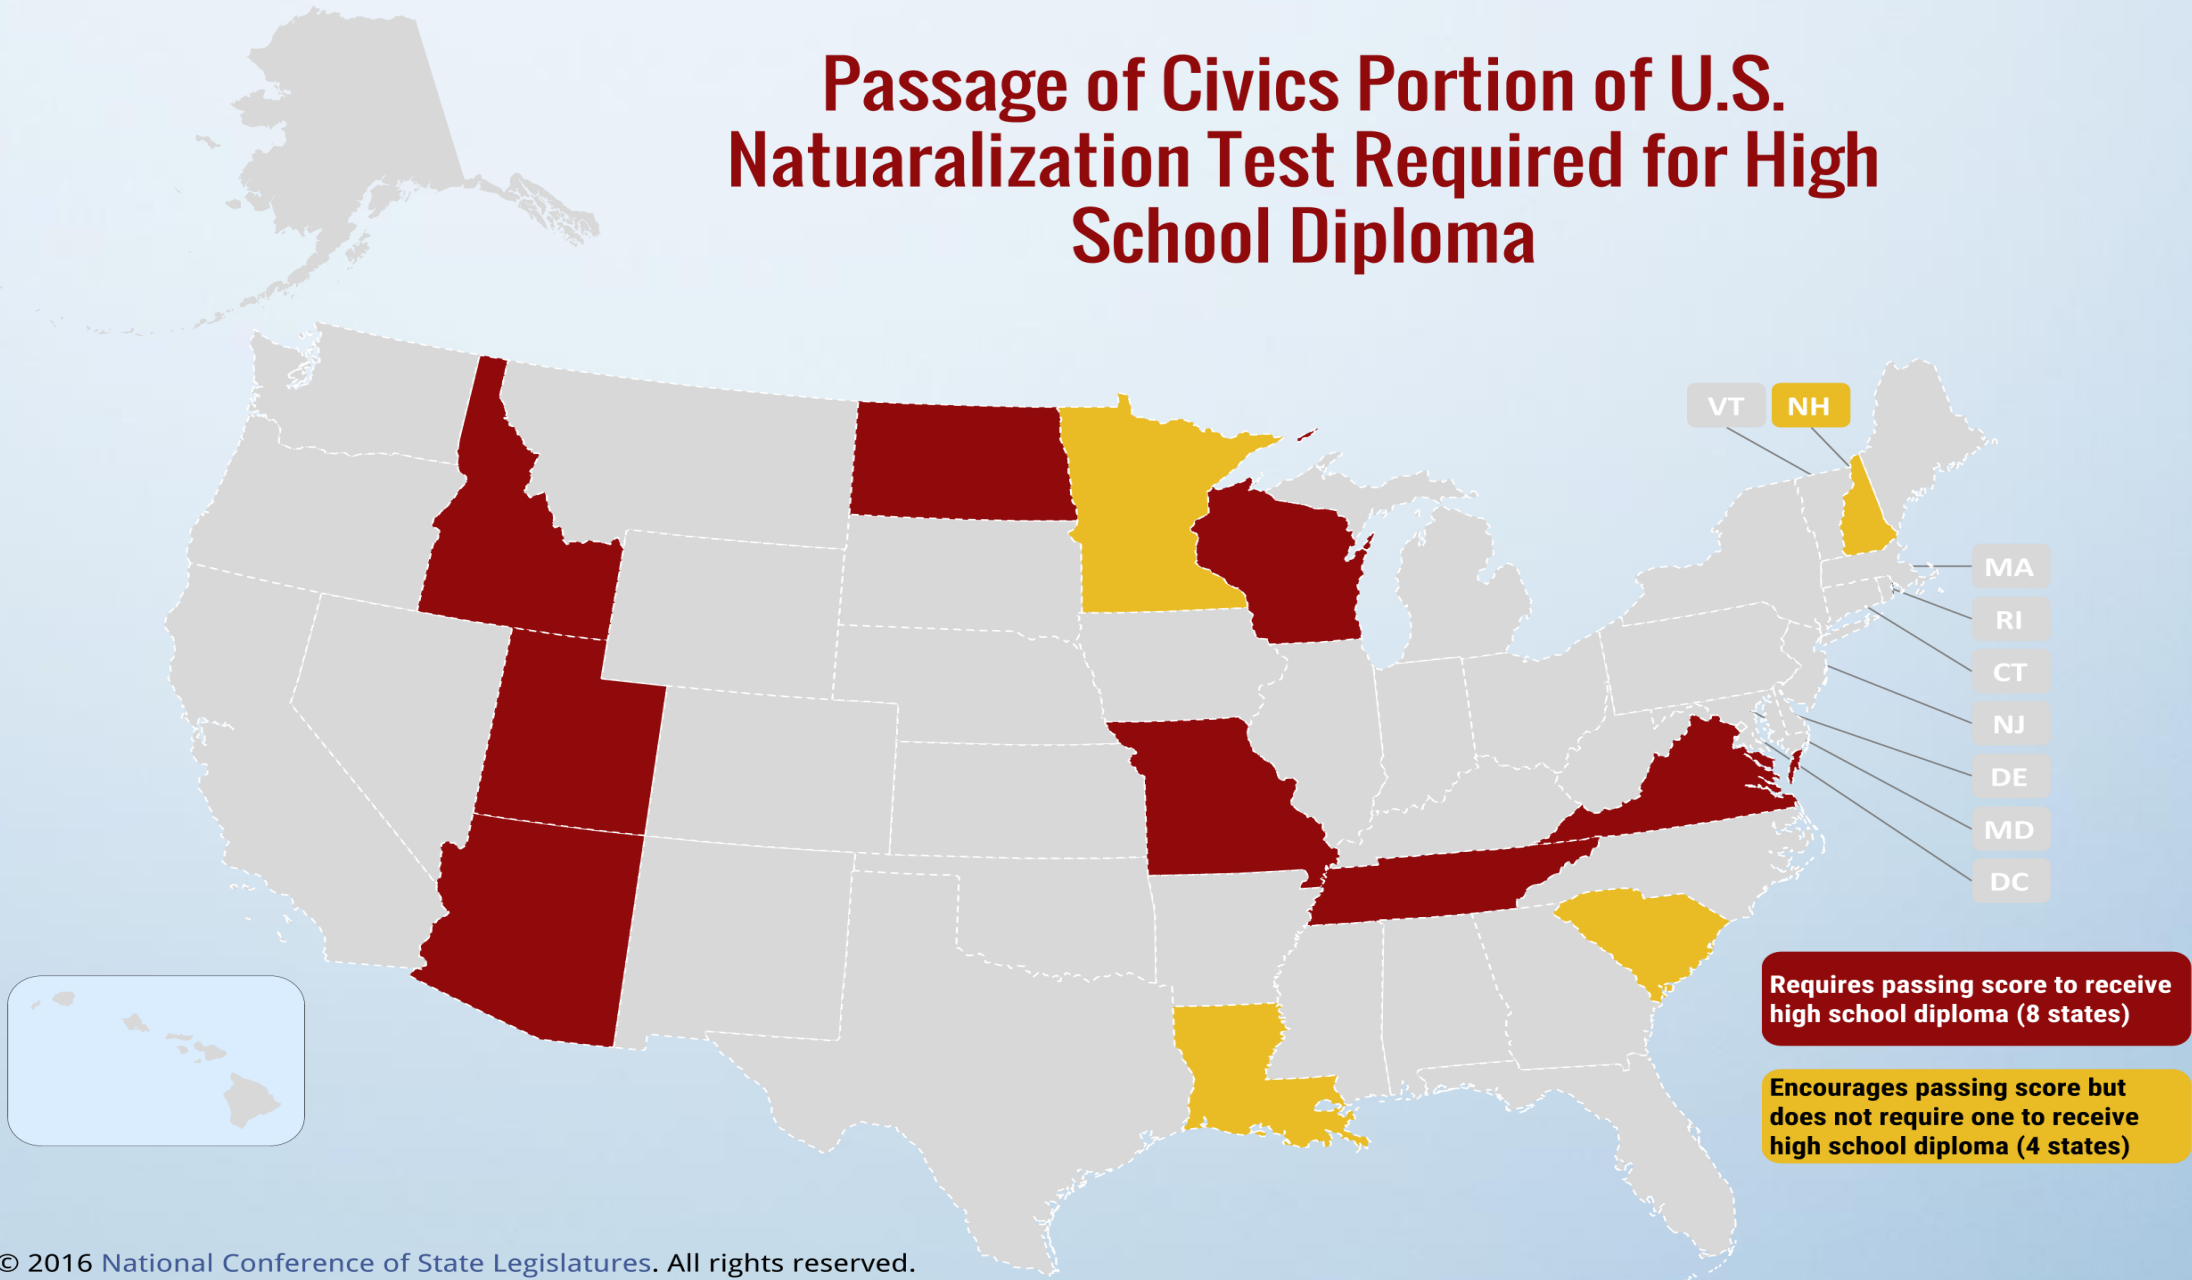 Passage of Civics Portion of U.S.
Natuaralization Test Required for High
School Diploma
VT
NH
MA
RI
CT
NJ
DE
MD
DC
Requires passing score to receive
high school diploma (8 states)
Encourages passing score but
does not require one to receive
high school diploma (4 states)
© 2016 National Conference of State Legislatures. All rights reserved.